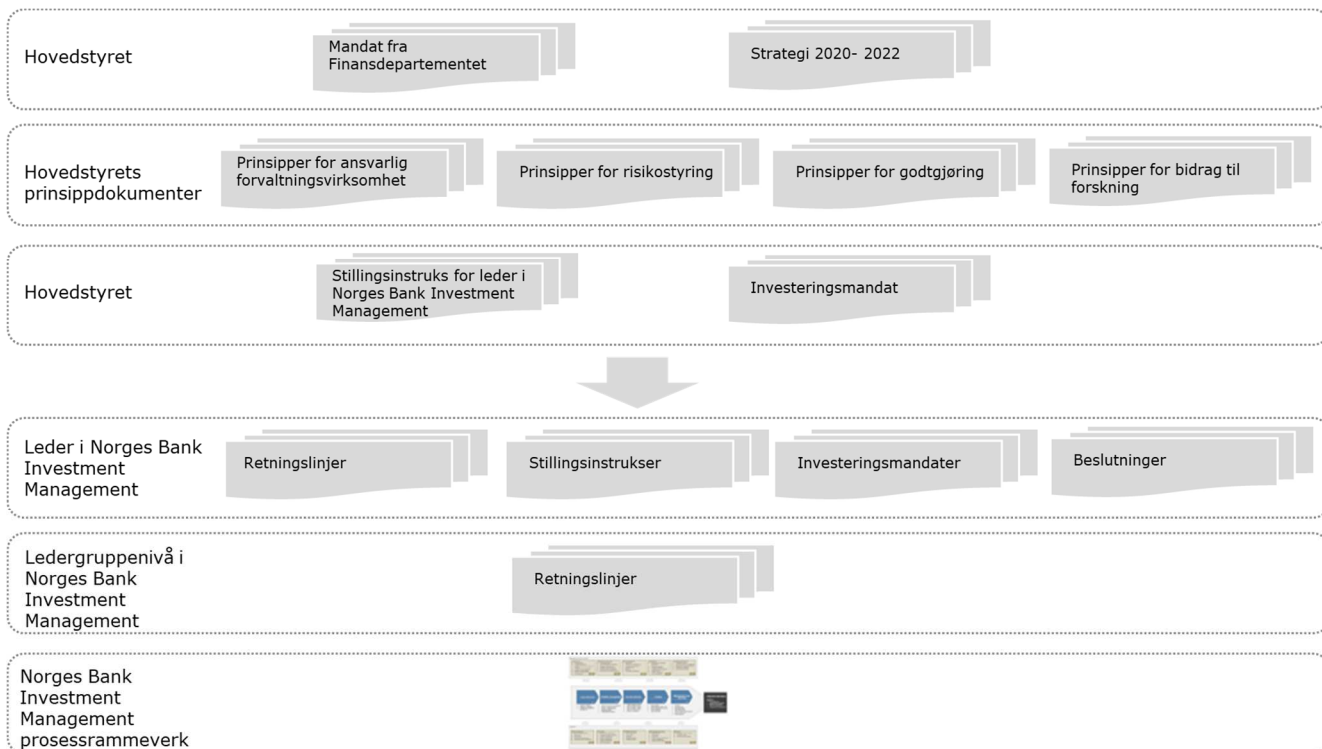 Hovedstyret
Mandat fra
Finansdepartementet
Strategi 2020- 2022
Hovedstyrets
prinsippdokumenter
Prinsipper for ansvarlig
forvaltningsvirksomhet
Prinsipper for risikostyring
Prinsipper for godtgjøring
Prinsipper for bidrag til
forskning
Hovedstyret
Stillingsinstruks for leder i
Norges Bank Investment
Management
Investeringsmandat
Leder i Norges Bank
Investment
Management
Retningslinjer
Stillingsinstrukser
Investeringsmandater
Beslutninger
Ledergruppenivå i
Norges Bank
Investment
Management
Retningslinjer
Norges Bank
Investment
Management
prosessrammeverk